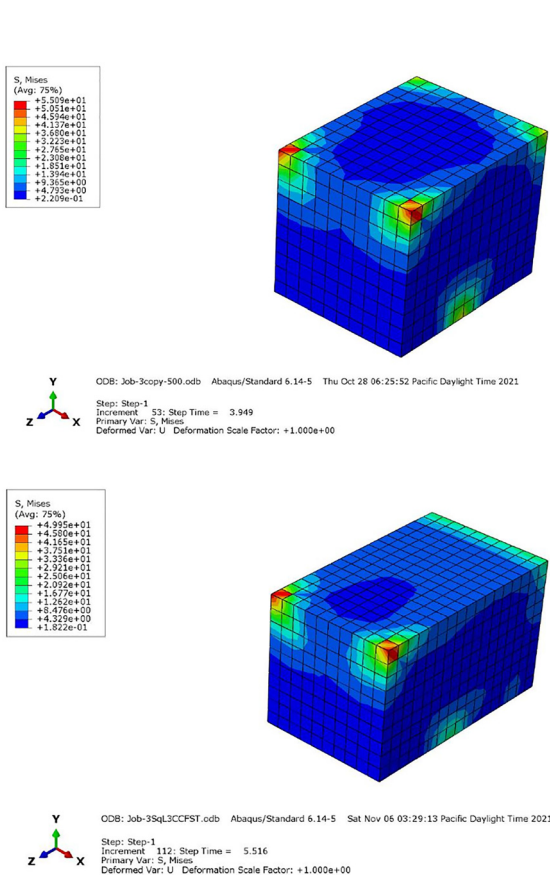 S, Mises
(Avg: 75%)
+5.509e+01
+5.051e+01
+4.594e+01
+4.137e+01
+3.680e+01
+3.223e+01
+2.765e+01
+2.308e+01
+1.851e+01
+1.394e+01
+9.365e+00
+4.793e+00
+2.209e-01
ODB: Job-3copy-500.odb Abaqus/Standard 6.14-5 Thu Oct 28 06:25:52 Pacific Daylight Time 2021
Y
Z X
Step: Step-1
Increment 53: Step Time = 3.949
Primary Var: S, Mises
Deformed Var: U Deformation Scale Factor: +1.000e+00
S, Mises
(Avg: 75%)
+4.995e+01
+4.580e+01
+4.165e+01
+3.751e+01
+3.336e+01
+2.921e+01
+2.506e+01
+2.092e+01
+1.677e+01
+1.262e+01
+8.476e+00
+4.329e+00
+1.822e-01
ODB: Job-3SqL3CCFST.odb Abaqus/Standard 6.14-5 Sat Nov 06 03:29:13 Pacific Daylight Time 2021
Y
Z X
Step: Step-1
Increment 112: Step Time = 5.516
Primary Var: S, Mises
Deformed Var: U Deformation Scale Factor: +1.000e+00